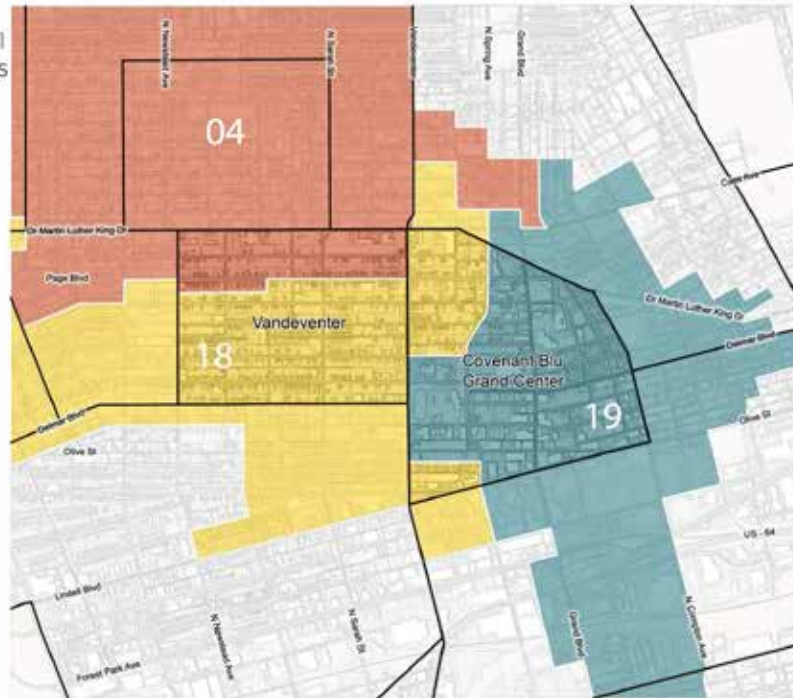 S
N Newstead Ave
N Sarah St
Vandeventer
N Spring Ave
Grand Blvd
04
Cass Ave
Dr Martin Luther King Dr
Page Blvd
Vandeventer
18
Dr Martin Luther King Dr
Delmar Blvd
Covenant Blu
Grand Center
19
Delmar Blvd
Olive St
Olive St
US - 64
Lindell Blvd
N Newstead Ave
N Sarah St
Grand Blvd
N Compton Ave
Forest Park Ave